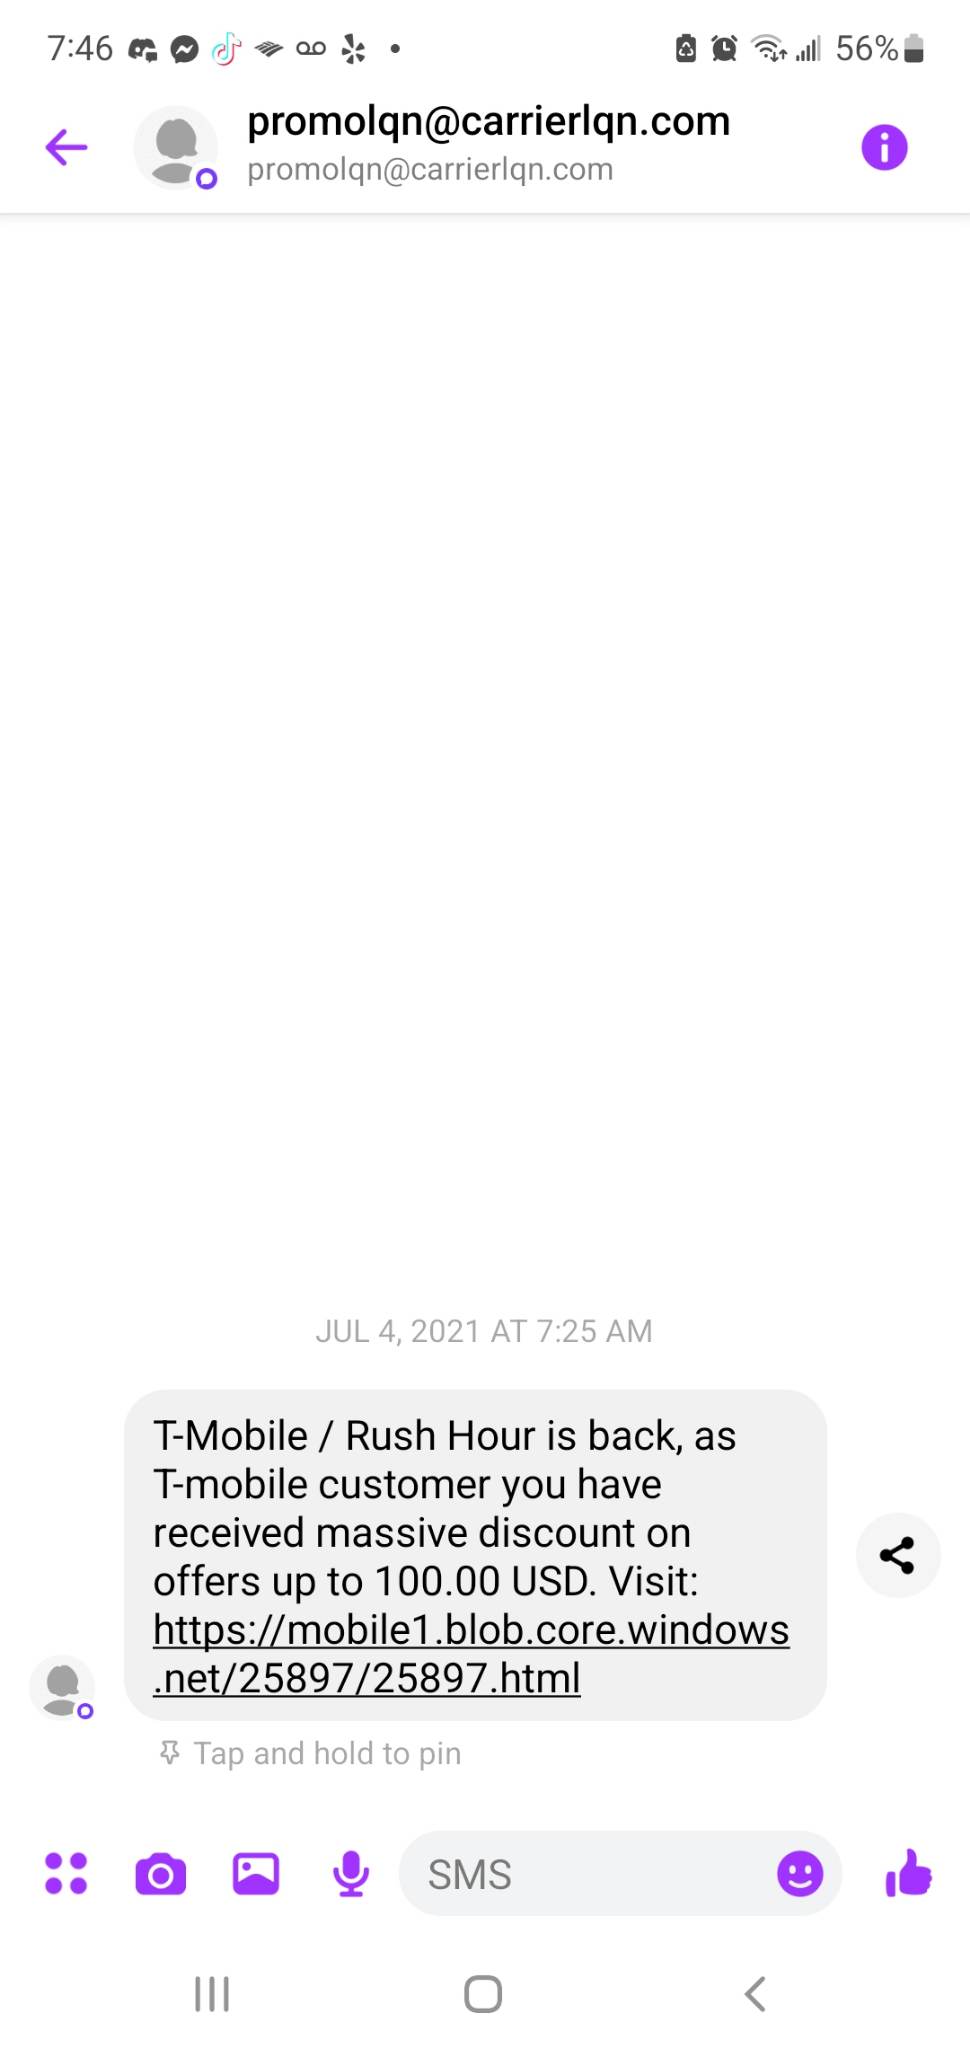 7:46
56%
promolqn@carrierlqn.com
promolqn@carrierlqn.com
JUL 4, 2021 AT 7:25 AM
T-Mobile / Rush Hour is back, as
T-mobile customer you have
received massive discount on
offers up to 100.00 USD. Visit:
https://mobile1.blob.core.windows
.net/25897/25897.html
Tap and hold to pin
SMS